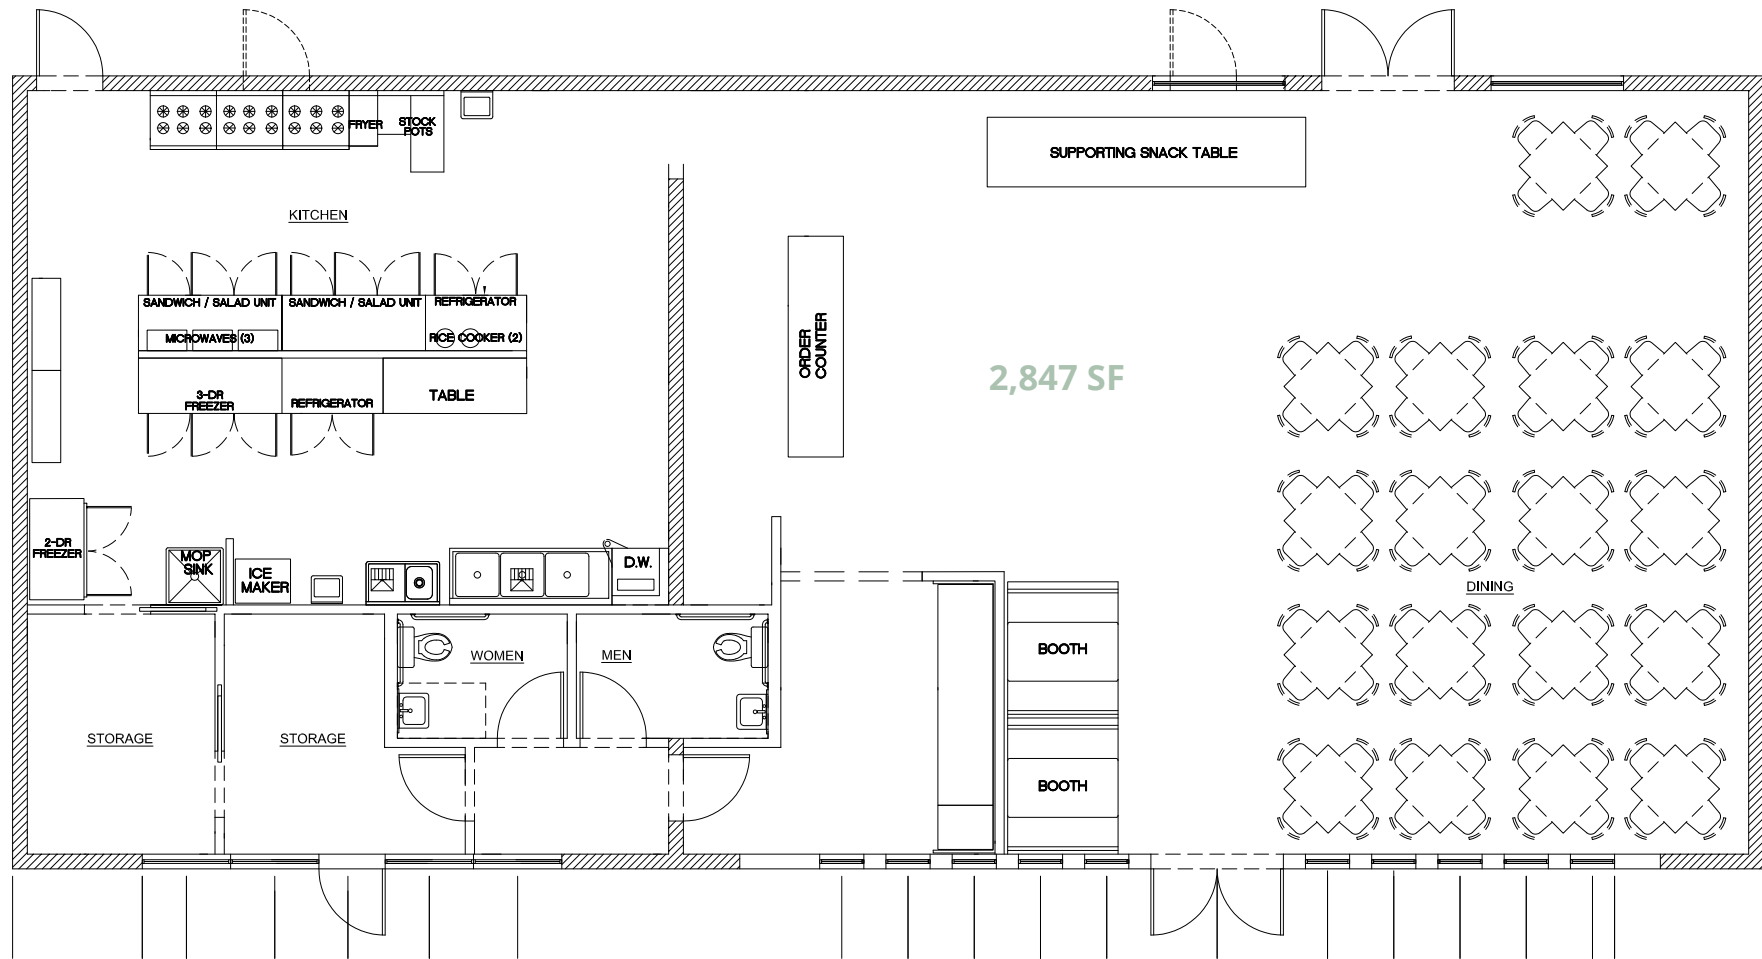 FRYER
STOCK
POTS
SUPPORTING SNACK TABLE
KITCHEN
SANDWICH / SALAD UNIT
SANDWICH / SALAD UNIT
REFRIGERATOR
MICROWAVES (3)
RICE COOKER (2)
ORDER
COUNTER
2,847 SF
3-DR
FREEZER
REFRIGERATOR
TABLE
2-DR
FREEZER
MOP
SINK
ICE
MAKER
D.W.
DINING
WOMEN
MEN
BOOTH
STORAGE
STORAGE
BOOTH